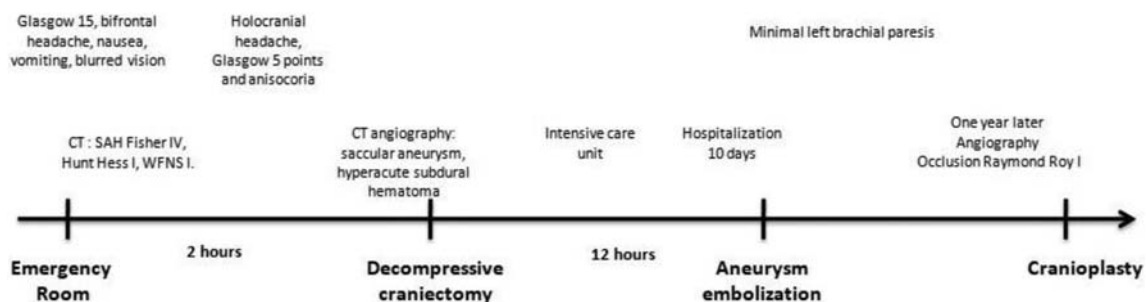 Glasgow 15, bifrontal
headache, nausea,
vomiting, blurred vision
Holocranial
headache,
Glasgow 5 points
and anisocoria
Minimal left brachial paresis
CT : SAH Fisher IV,
Hunt Hess I, WFNS I.
CT angiography:
saccular aneurysm,
hyperacute subdural
hematoma
Intensive care
unit
Hospitalization
10 days
One year later
Angiography
Occlusion Raymond Roy I
2 hours
12 hours
Emergency
Room
Decompressive
craniectomy
Aneurysm
embolization
Cranioplasty